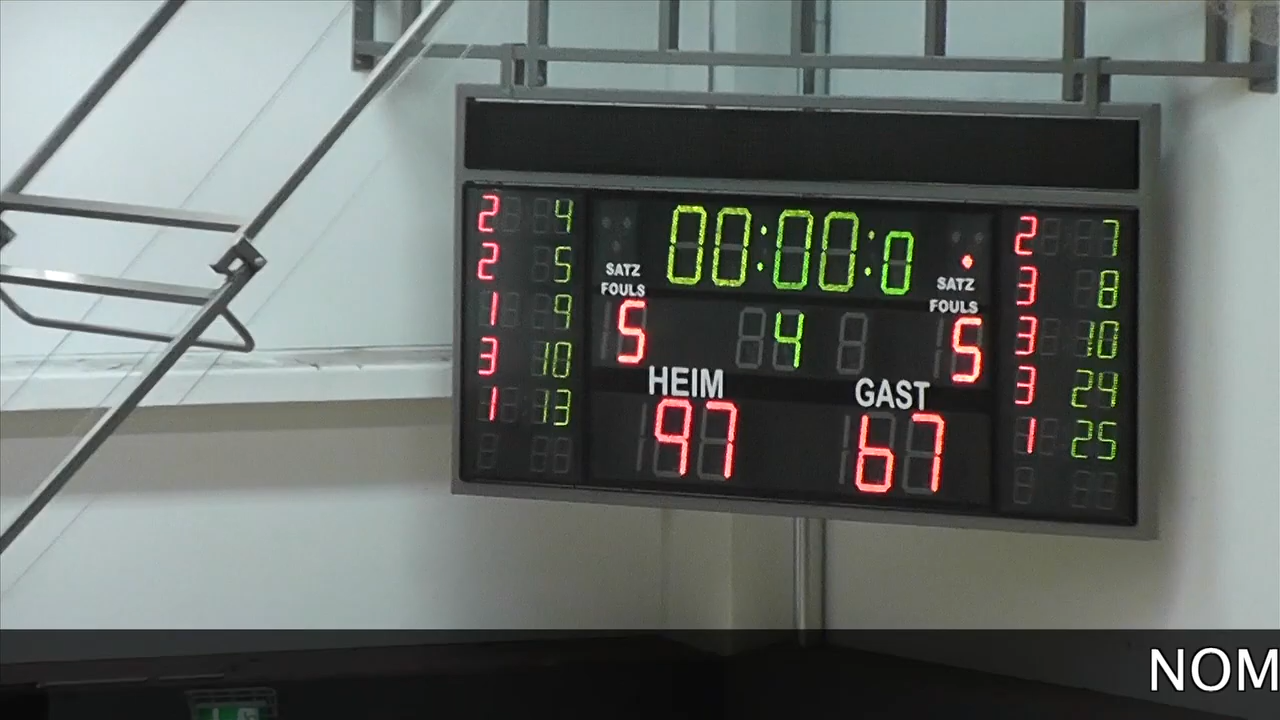 2 4
2 5
1 9
3 10
1 13
00:00:0
SATZ SATZ
FOULS FOULS
5 4 5
HEIM GAST
97 67
2 7
3 8
3 10
3 24
1 25
NOM